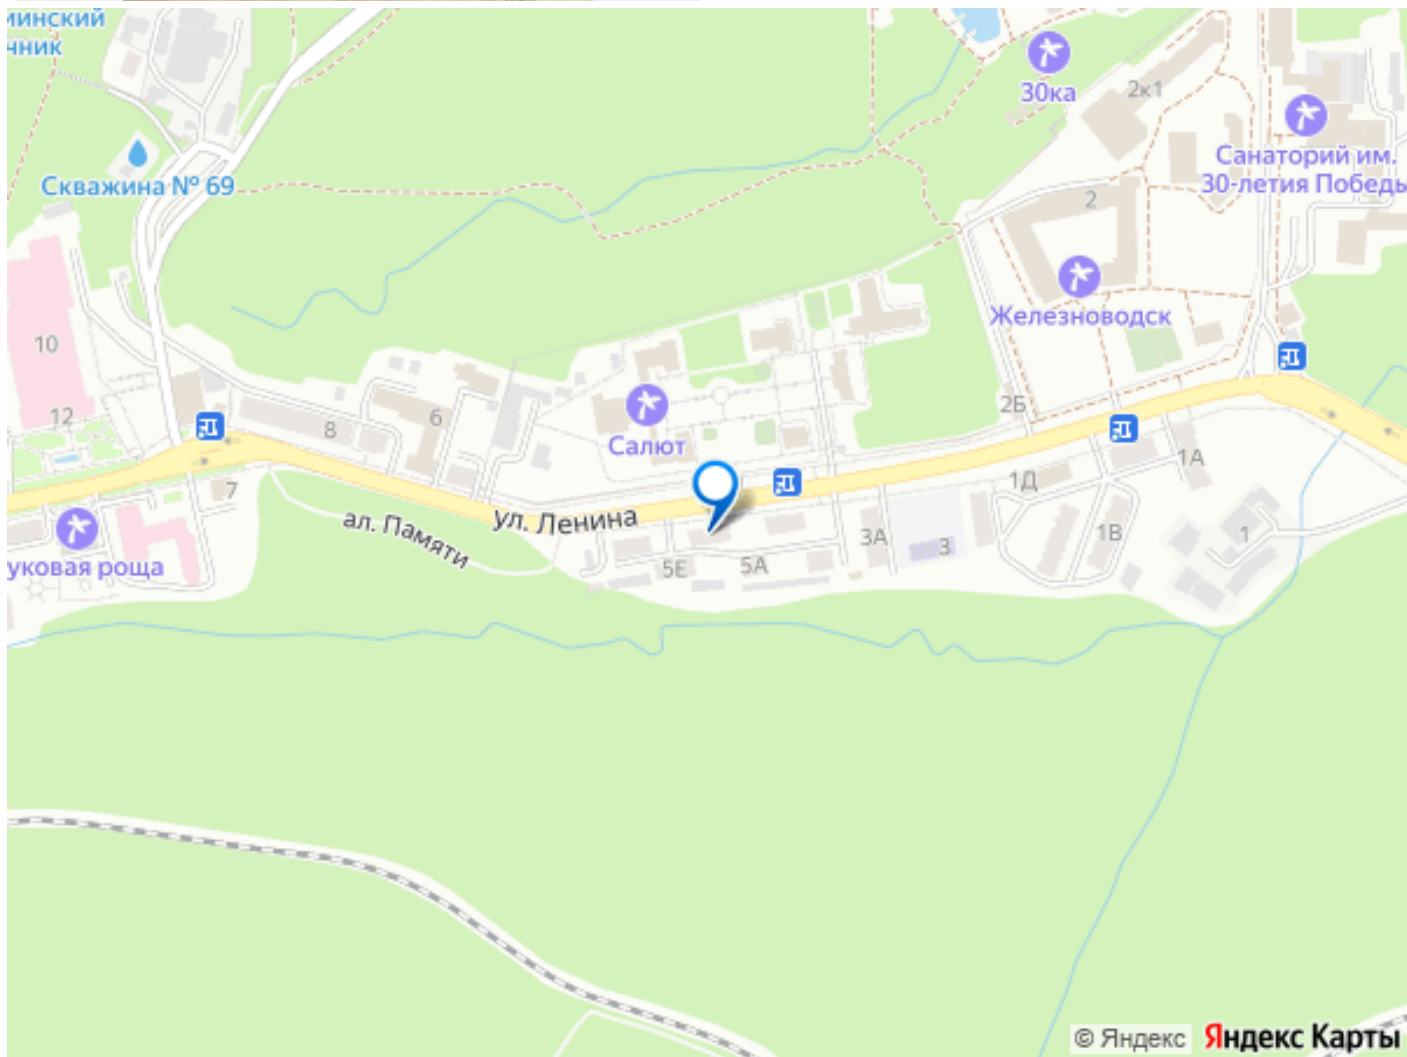 минский
чник
30ка
2к1
Санаторий им.
30-летия Победы
Скважина № 69
2
Железноводск
10
12
8
6
Салют
2Б
7
ал. Памяти
ул. Ленина
уковая роща
5Е
5А
3А
3
1Д
1А
1В
1
© Яндекс Яндекс Карты